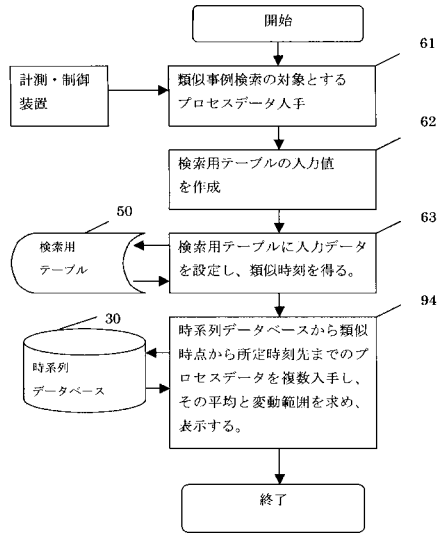 開始
61
計測・制御
装置
類似事例検索の対象とする
プロセスデータ入手
62
検索用テーブルの入力値
を作成
50
63
検索用
テーブル
検索用テーブルに入力データ
を設定し、類似時刻を得る。
94
30
時系列
データベース
時系列データベースから類似
時点から所定時刻先までのプ
ロセスデータを複数入手し、
その平均と変動範囲を求め、
表示する。
終了